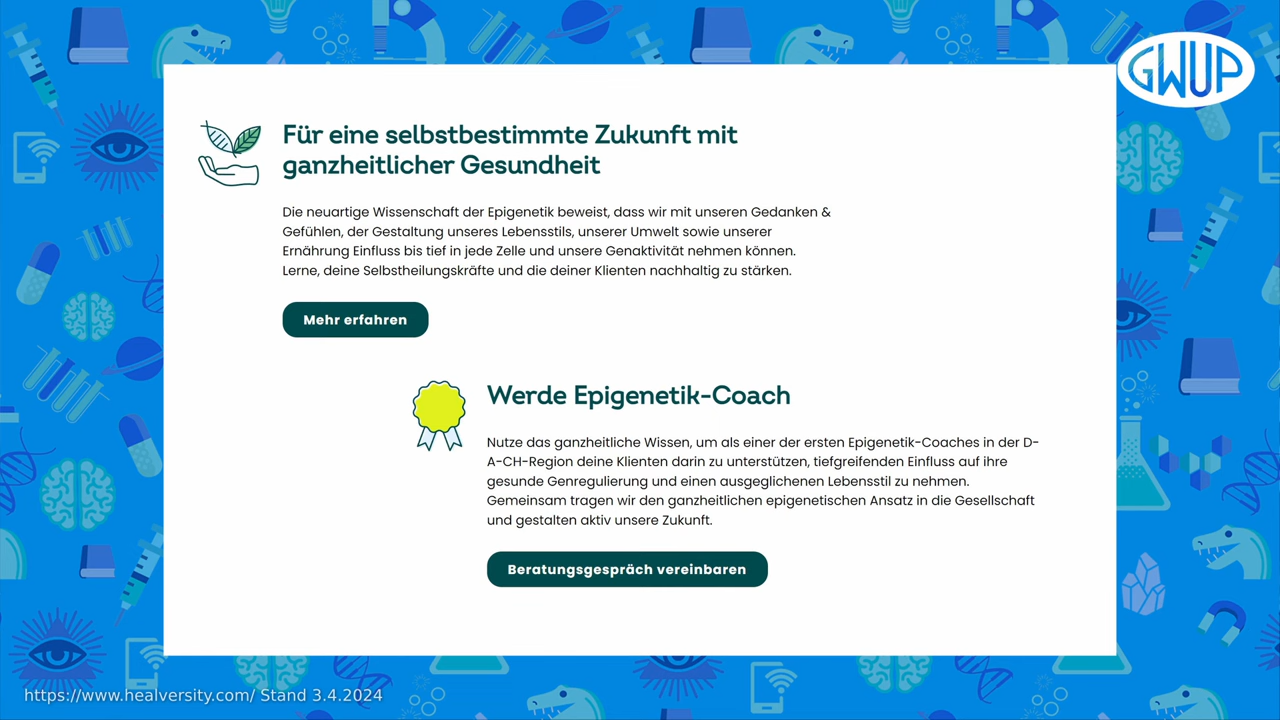 GWUP
Für eine selbstbestimmte Zukunft mit
ganzheitlicher Gesundheit
Die neuartige Wissenschaft der Epigenetik beweist, dass wir mit unseren Gedanken &
Gefühlen, der Gestaltung unseres Lebensstils, unserer Umwelt sowie unserer
Ernährung Einfluss bis tief in jede Zelle und unsere Genaktivität nehmen können.
Lerne, deine Selbstheilungskräfte und die deiner Klienten nachhaltig zu stärken.
Mehr erfahren
Werde Epigenetik-Coach
Nutze das ganzheitliche Wissen, um als einer der ersten Epigenetik-Coaches in der D-
A-CH-Region deine Klienten darin zu unterstützen, tiefgreifenden Einfluss auf ihre
gesunde Genregulierung und einen ausgeglichenen Lebensstil zu nehmen.
Gemeinsam tragen wir den ganzheitlichen epigenetischen Ansatz in die Gesellschaft
und gestalten aktiv unsere Zukunft.
Beratungsgespräch vereinbaren
https://www.healversity.com/ Stand 3.4.2024